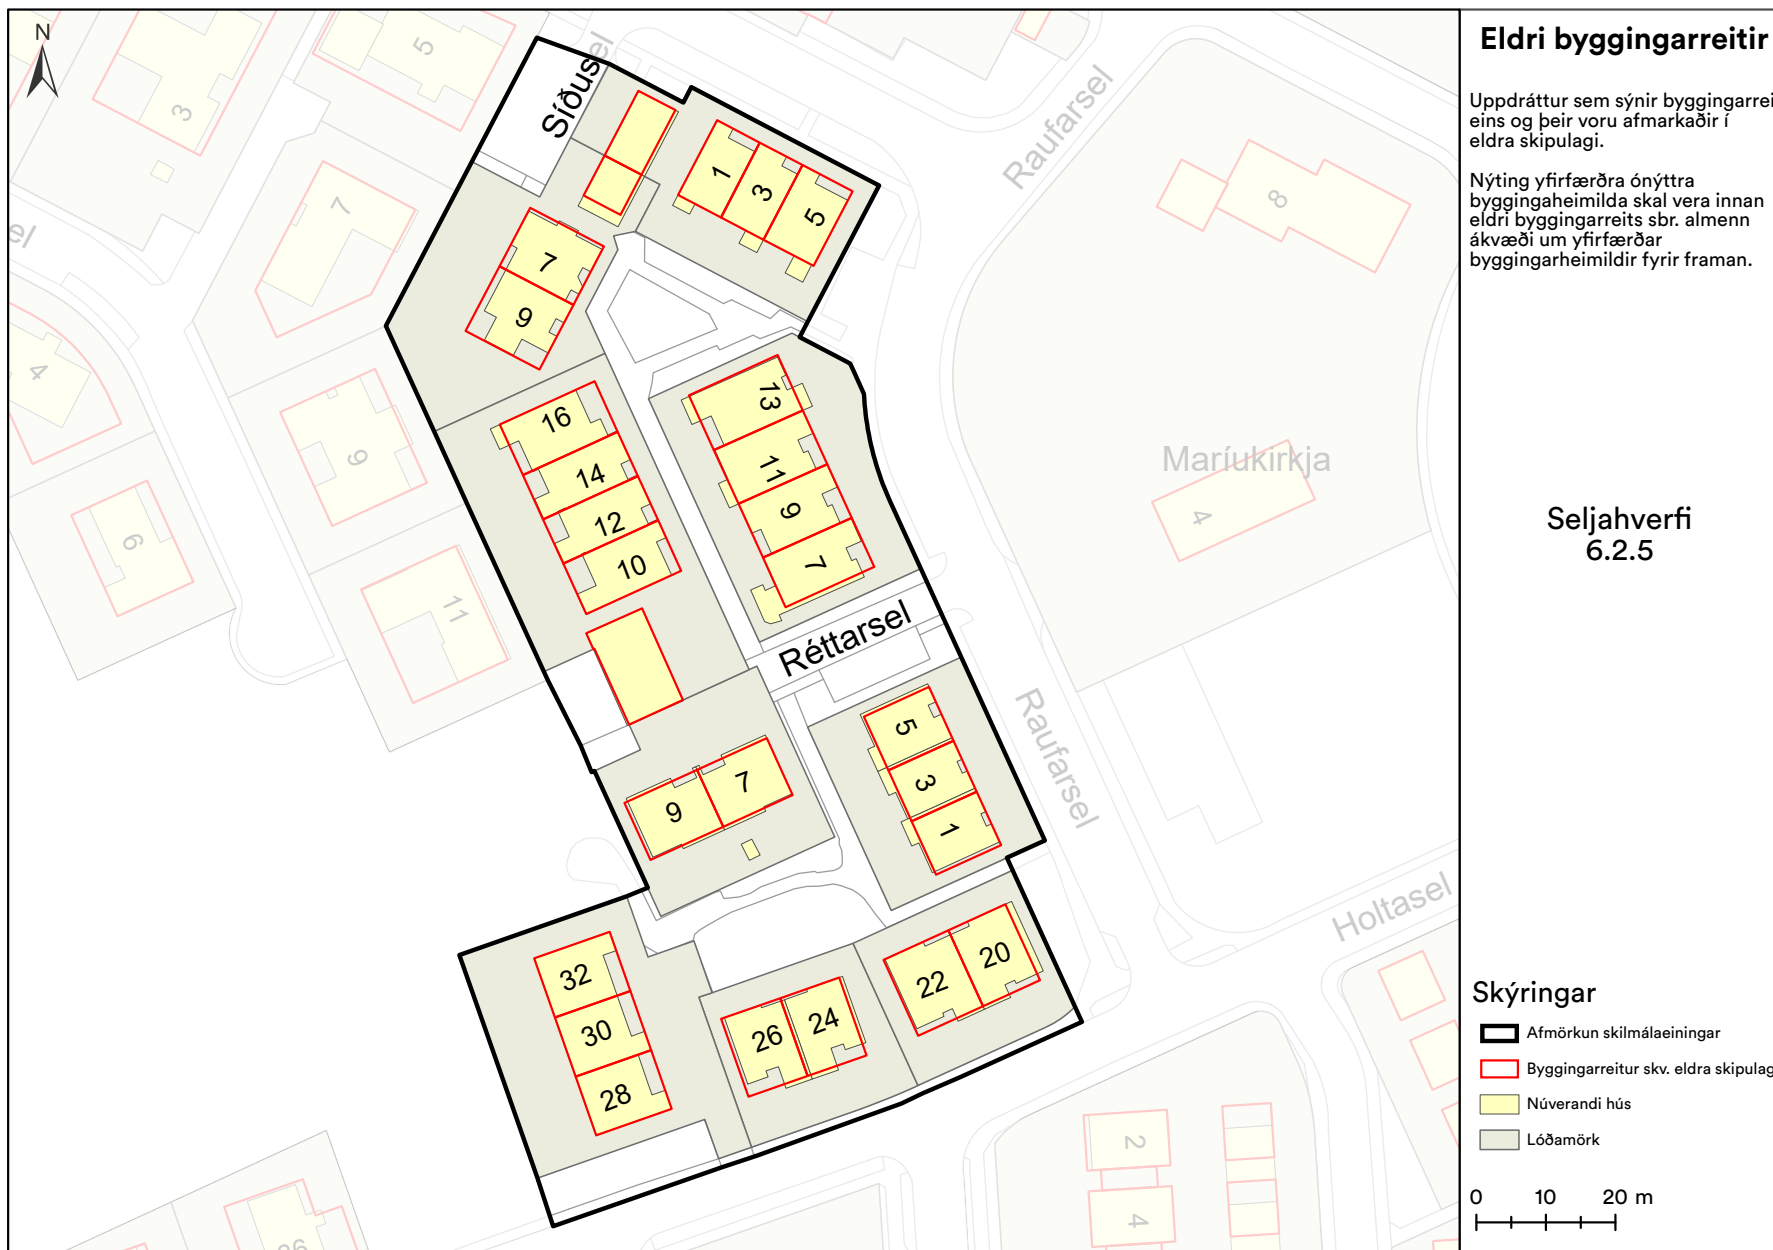 Eldri byggingarreitir
Uppdráttur sem sýnir byggingarrei
eins og þeir voru afmarkaðir í
eldra skipulagi.
Nýting yfirfærðra ónýttra
byggingaheimilda skal vera innan
eldri byggingarreits sbr. almenn
ákvæði um yfirfærðar
byggingarheimildir fyrir framan.
Seljahverfi
6.2.5
Skýringar
Afmörkun skilmálaeiningar
Byggingarreitur skv. eldra skipulag
Núverandi hús
Lóðamörk
0 10 20 m
N
Síðusel
Raufarsel
Réttarsel
Raufarsel
Holtasel
Maríukirkja
el
3
5
7
4
9
6
11
8
4
2
4
26
1
3
5
7
9
16
14
12
10
13
11
9
7
5
3
1
9
7
32
30
28
26
24
22
20